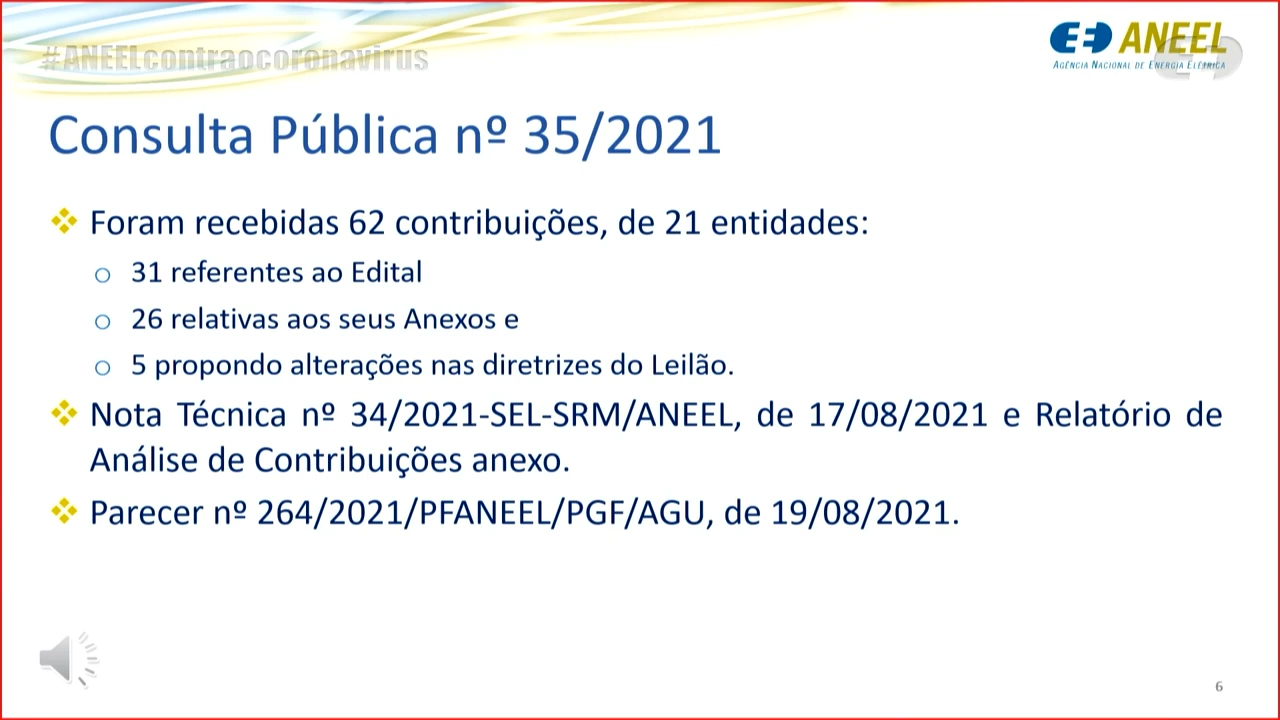 #ANEELcontraocoronavirus
ANEEL
AGÊNCIA NACIONAL DE ENERGIA ELÉTRICA
Consulta Pública nº 35/2021
Foram recebidas 62 contribuições, de 21 entidades:
31 referentes ao Edital
26 relativas aos seus Anexos e
5 propondo alterações nas diretrizes do Leilão.
Nota Técnica nº 34/2021-SEL-SRM/ANEEL, de 17/08/2021 e Relatório de
Análise de Contribuições anexo.
Parecer nº 264/2021/PFANEEL/PGF/AGU, de 19/08/2021.
6